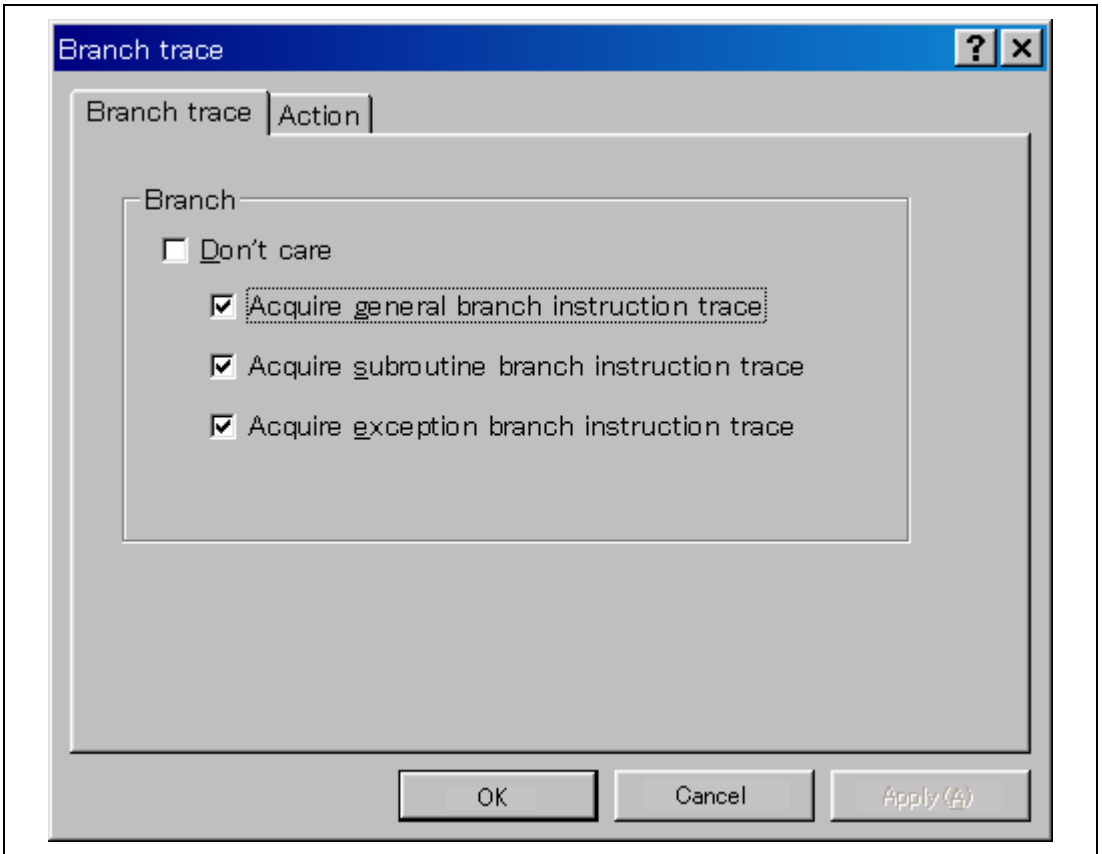 Branch trace
Branch trace
Action
Branch
Don't care
Acquire general branch instruction trace
Acquire subroutine branch instruction trace
Acquire exception branch instruction trace
OK
Cancel
Apply(A)